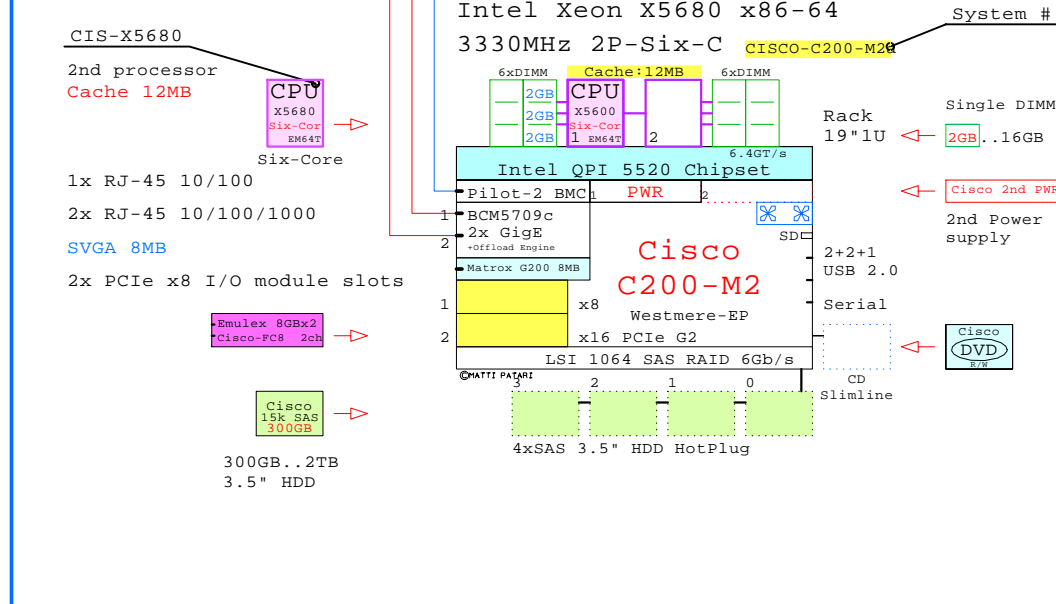 Intel Xeon X5680 x86-64
System #
CIS-X5680
3330MHz 2P-Six-C
CISCO-C200-M2
2nd processor
Cache 12MB
CPU
X5680
Six-Cor
EM64T
Six-Core
6xDIMM
Cache:12MB
6xDIMM
2GB
2GB
2GB
CPU
X5600
Six-Cor
1 EM64T
2
Rack
19"1U
Single DIMM
2GB..16GB
6.4GT/s
Intel QPI 5520 Chipset
1x RJ-45 10/100
Pilot-2 BMC
1
PWR
2
Cisco 2nd PWR
2x RJ-45 10/100/1000
1
BCM5709c
2
2x GigE
+Offload Engine
2nd Power
supply
SD
Cisco
C200-M2
Westmere-EP
SVGA 8MB
Matrox G200 8MB
2+2+1
USB 2.0
2x PCIe x8 I/O module slots
1
x8
Serial
Emulex 8GBx2
Cisco-FC8 2ch
2
x16 PCIe G2
Cisco
DVD
R/W
LSI 1064 SAS RAID 6Gb/s
©MATTI PATARI
CD
Slimline
3
2
1
0
Cisco
15k SAS
300GB
4xSAS 3.5" HDD HotPlug
300GB..2TB
3.5" HDD